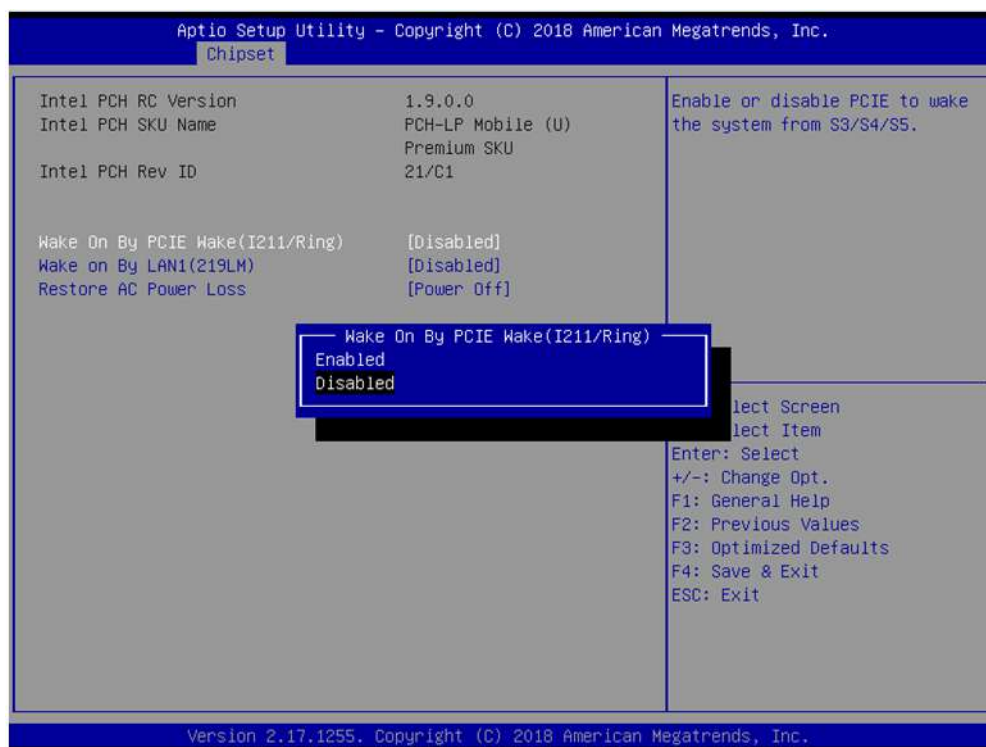 Aptio Setup Utility – Copyright (C) 2018 American Megatrends, Inc.
Chipset
Intel PCH RC Version 1.9.0.0
Intel PCH SKU Name PCH-LP Mobile (U)
Premium SKU
Intel PCH Rev ID 21/C1
Wake On By PCIE Wake(I211/Ring) [Disabled]
Wake on By LAN1(219LM) [Disabled]
Restore AC Power Loss [Power Off]
Wake On By PCIE Wake(I211/Ring)
Enabled
Disabled
Enable or disable PCIE to wake
the system from S3/S4/S5.
lect Screen
lect Item
Enter: Select
+/-: Change Opt.
F1: General Help
F2: Previous Values
F3: Optimized Defaults
F4: Save & Exit
ESC: Exit
Version 2.17.1255. Copyright (C) 2018 American Megatrends, Inc.